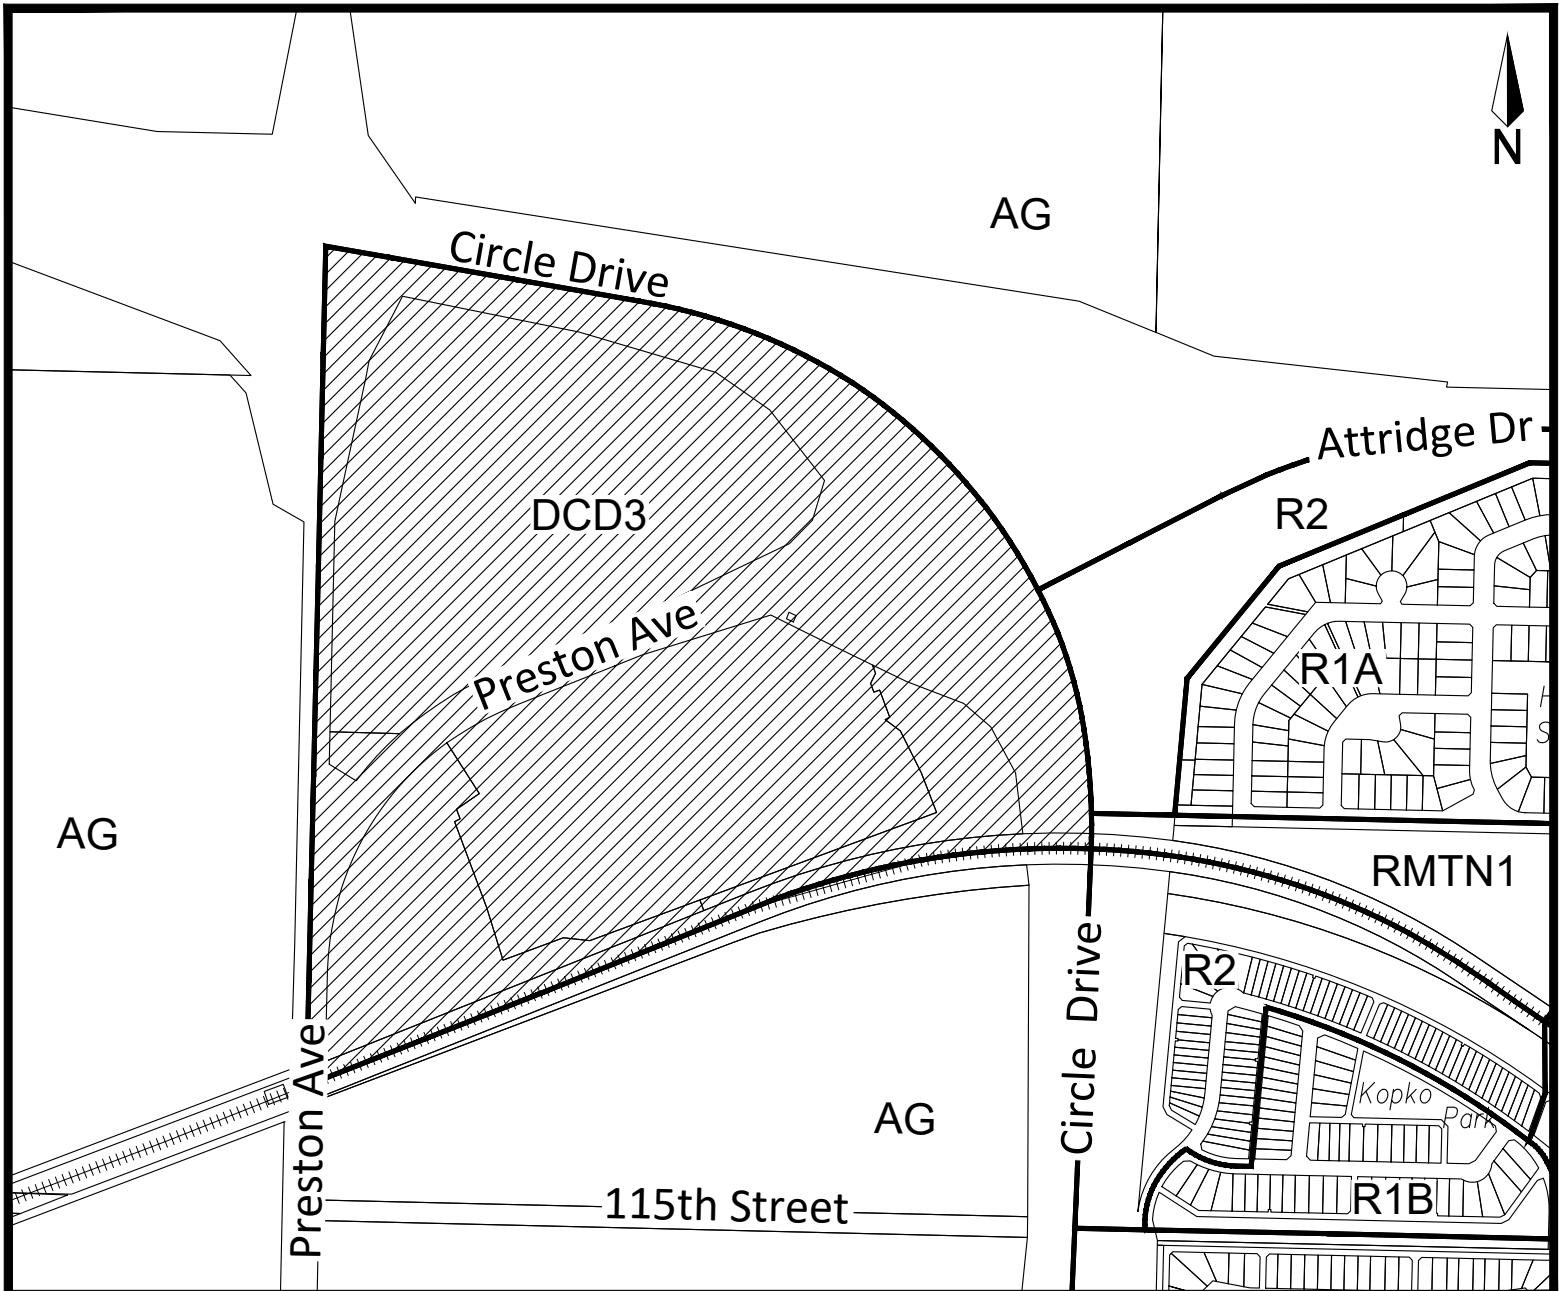 N
AG
Circle Drive
Attridge Dr
DCD3
R2
Preston Ave
R1A
AG
RMTN1
R2
Circle Drive
Preston Ave
Kopko
Park
AG
115th Street
R1B